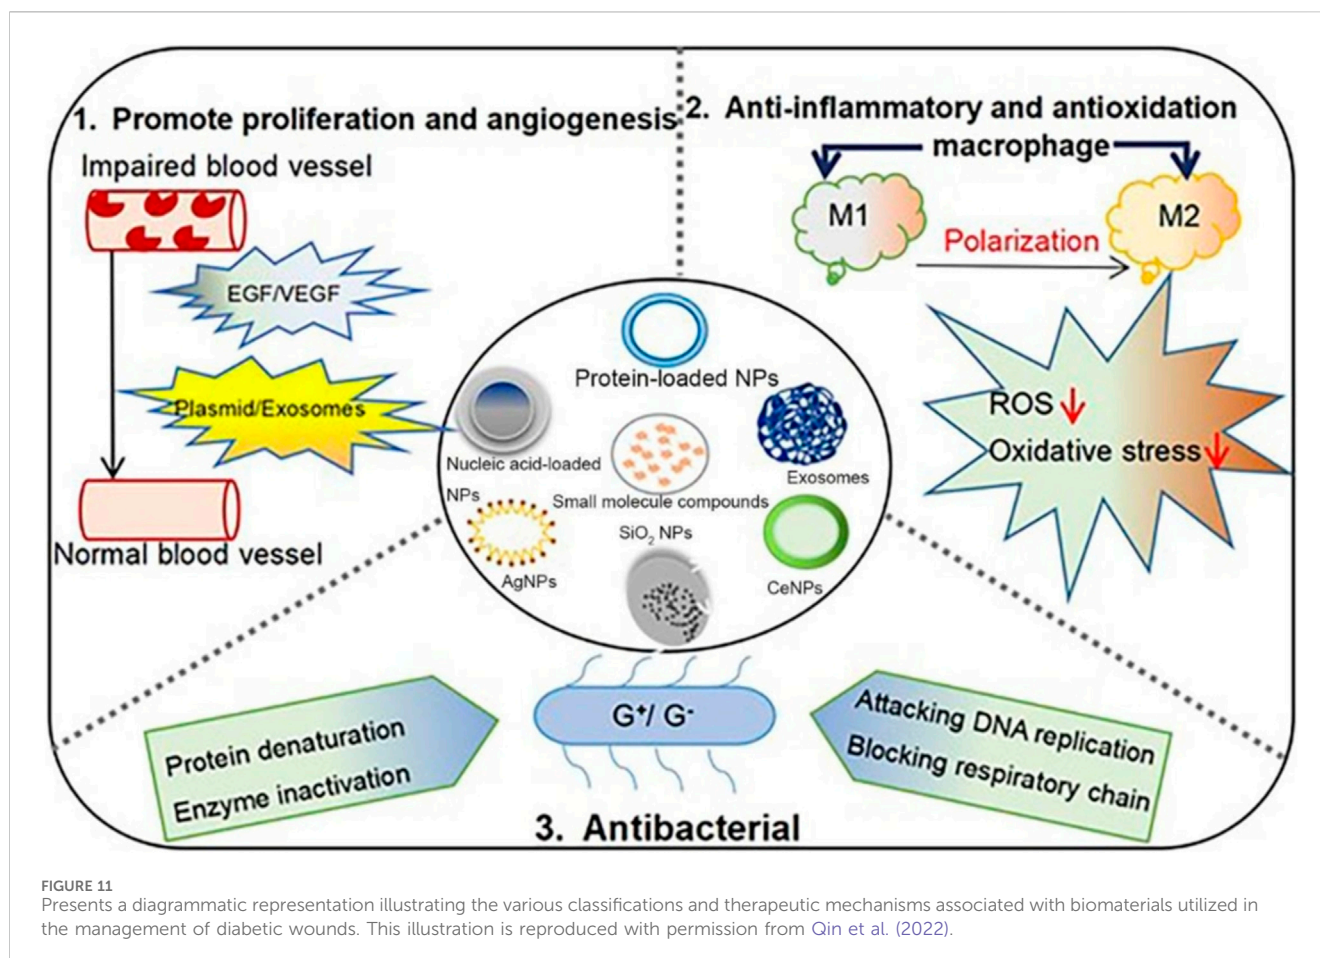 1. Promote proliferation and angiogenesis
Impaired blood vessel
EGF/VEGF
Plasmid/Exosomes
Normal blood vessel
2. Anti-inflammatory and antioxidation
macrophage
M1
M2
Polarization
ROS ↓
Oxidative stress ↓
Protein-loaded NPs
Nucleic acid-loaded
NPs
Exosomes
Small molecule compounds
SiO₂ NPs
AgNPs
CeNPs
Protein denaturation
Enzyme inactivation
G⁺/ G⁻
Attacking DNA replication
Blocking respiratory chain
3. Antibacterial
FIGURE 11
Presents a diagrammatic representation illustrating the various classifications and therapeutic mechanisms associated with biomaterials utilized in
the management of diabetic wounds. This illustration is reproduced with permission from Qin et al. (2022).